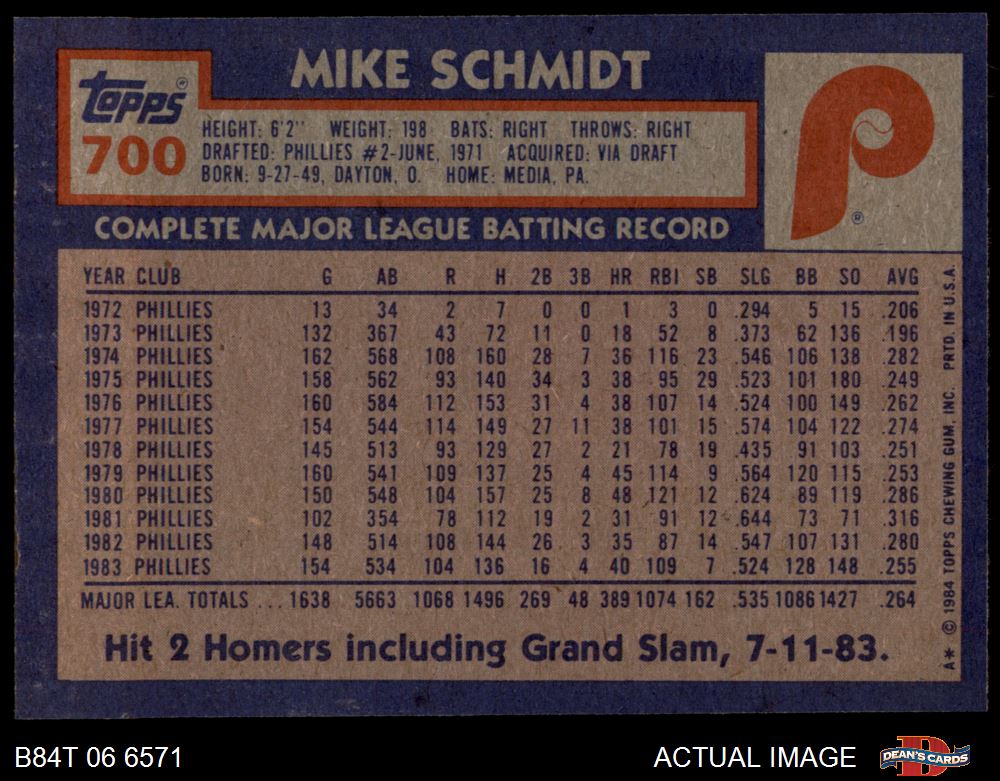 MIKE SCHMIDT
Topps ®
700
HEIGHT: 6'2" WEIGHT: 198 BATS: RIGHT THROWS: RIGHT
DRAFTED: PHILLIES #2-JUNE, 1971 ACQUIRED: VIA DRAFT
BORN: 9-27-49, DAYTON, O. HOME: MEDIA, PA.
P ®
COMPLETE MAJOR LEAGUE BATTING RECORD
YEAR CLUB G AB R H 2B 3B HR RBI SB SLG BB SO AVG
1972 PHILLIES 13 34 2 7 0 0 1 3 0 .294 5 15 .206
1973 PHILLIES 132 367 43 72 11 0 18 52 8 .373 62 136 .196
1974 PHILLIES 162 568 108 160 28 7 36 116 23 .546 106 138 .282
1975 PHILLIES 158 562 93 140 34 3 38 95 29 .523 101 180 .249
1976 PHILLIES 160 584 112 153 31 4 38 107 14 .524 100 149 .262
1977 PHILLIES 154 544 114 149 27 11 38 101 15 .574 104 122 .274
1978 PHILLIES 145 513 93 129 27 2 21 78 19 .435 91 103 .251
1979 PHILLIES 160 541 109 137 25 4 45 114 9 .564 120 115 .253
1980 PHILLIES 150 548 104 157 25 8 48 121 12 .624 89 119 .286
1981 PHILLIES 102 354 78 112 19 2 31 91 12 .644 73 71 .316
1982 PHILLIES 148 514 108 144 26 3 35 87 14 .547 107 131 .280
1983 PHILLIES 154 534 104 136 16 4 40 109 7 .524 128 148 .255
MAJOR LEA. TOTALS ... 1638 5663 1068 1496 269 48 389 1074 162 .535 1086 1427 .264
Hit 2 Homers including Grand Slam, 7-11-83.
A* © 1984 TOPPS CHEWING GUM, INC. PRTD. IN U.S.A.
B84T 06 6571
ACTUAL IMAGE
DEAN'S CARDS